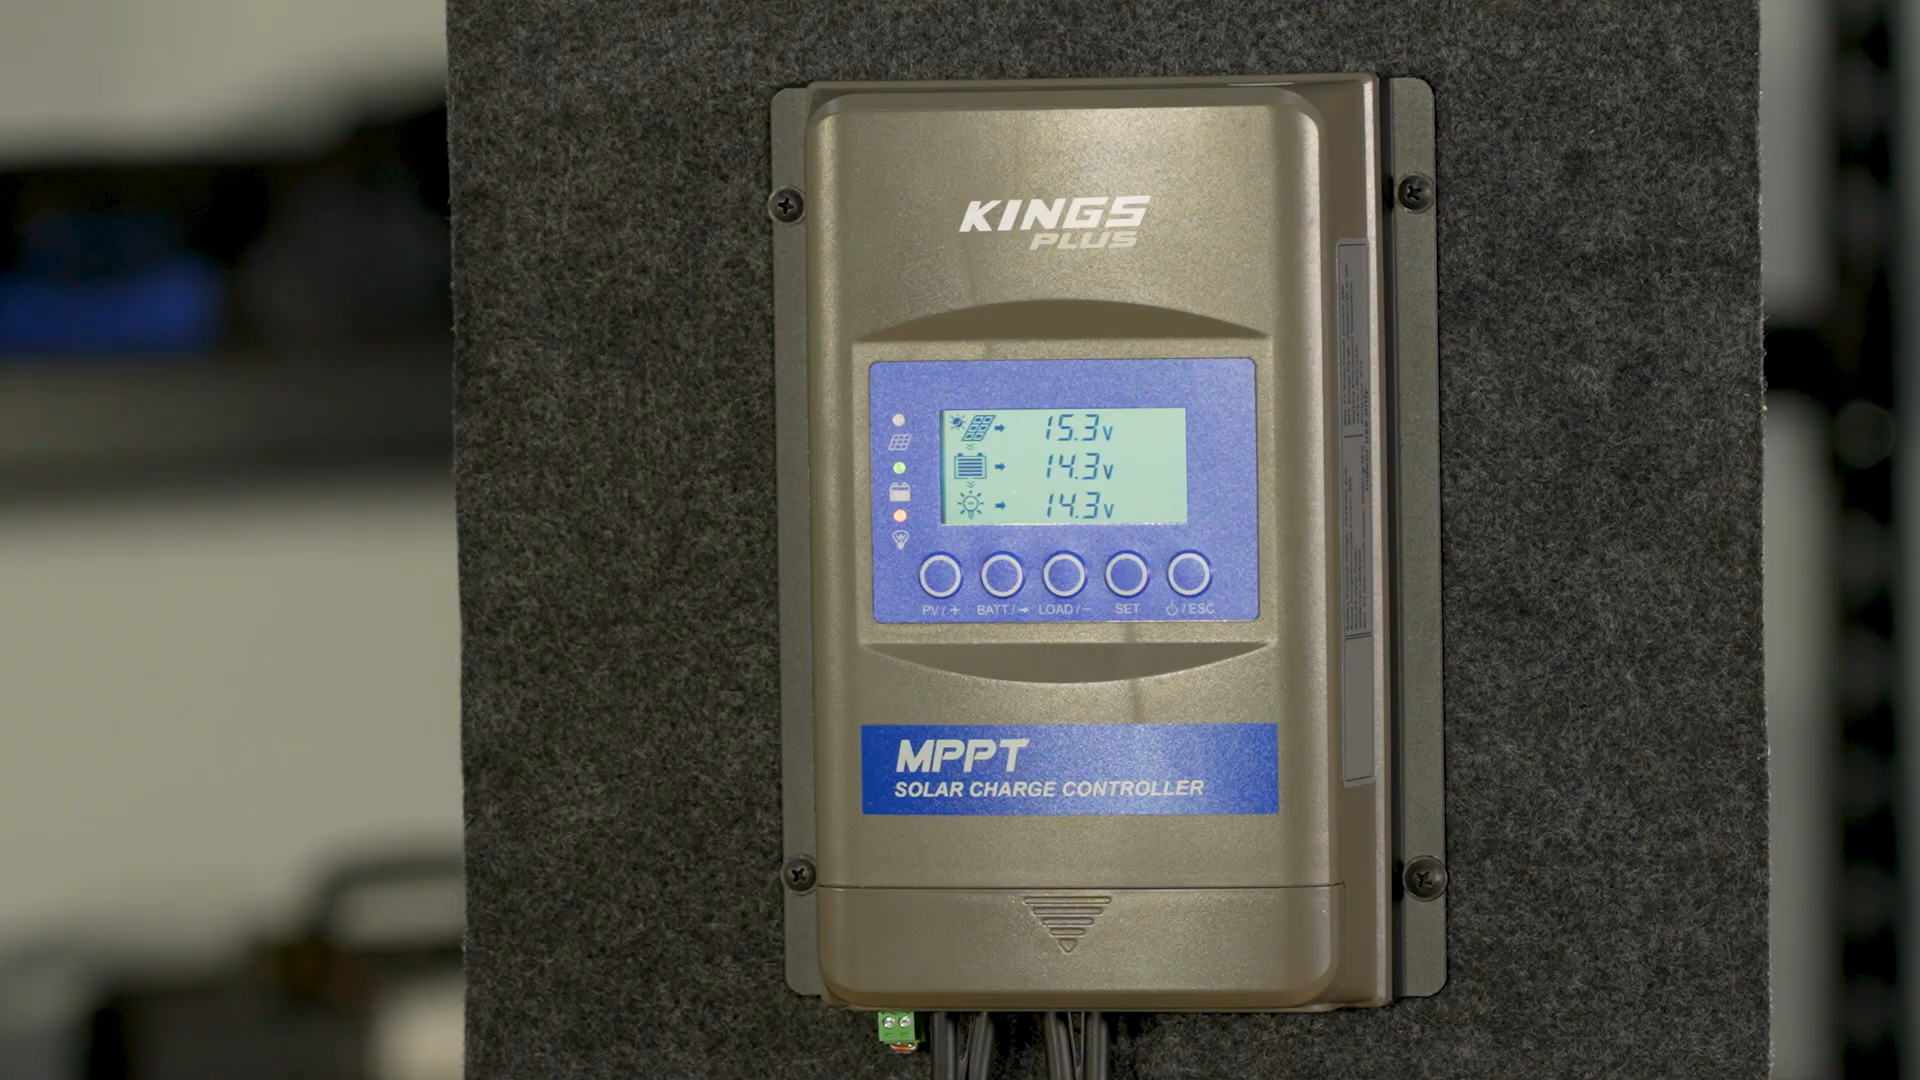 KINGS
PLUS
15.3v
14.3v
14.3v
PV/+ BATT/→ LOAD/− SET ⏻/ESC
MPPT
SOLAR CHARGE CONTROLLER